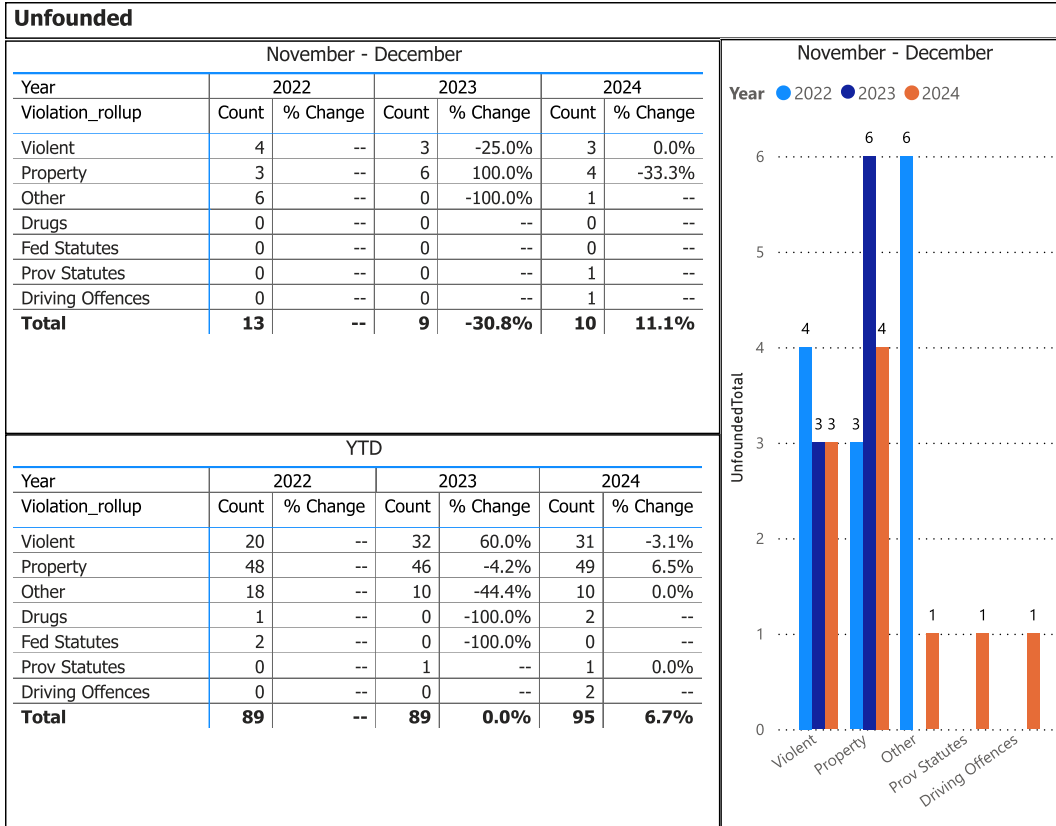 Unfounded
November - December
Year 2022 2023 2024
Violation_rollup Count % Change Count % Change Count % Change
Violent 4 -- 3 -25.0% 3 0.0%
Property 3 -- 6 100.0% 4 -33.3%
Other 6 -- 0 -100.0% 1 --
Drugs 0 -- 0 -- 0 --
Fed Statutes 0 -- 0 -- 0 --
Prov Statutes 0 -- 0 -- 1 --
Driving Offences 0 -- 0 -- 1 --
Total 13 -- 9 -30.8% 10 11.1%
YTD
Year 2022 2023 2024
Violation_rollup Count % Change Count % Change Count % Change
Violent 20 -- 32 60.0% 31 -3.1%
Property 48 -- 46 -4.2% 49 6.5%
Other 18 -- 10 -44.4% 10 0.0%
Drugs 1 -- 0 -100.0% 2 --
Fed Statutes 2 -- 0 -100.0% 0 --
Prov Statutes 0 -- 1 -- 1 0.0%
Driving Offences 0 -- 0 -- 2 --
Total 89 -- 89 0.0% 95 6.7%
November - December
Year 2022 2023 2024
6 6
6
5
4 4
4
UnfoundedTotal
3 3 3
3
2
1 1 1
1
0
Violent Property Other Prov Statutes Driving Offences